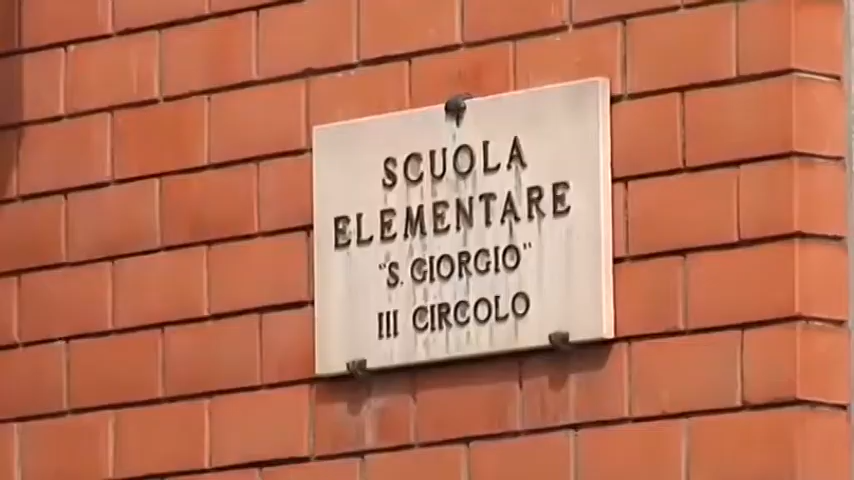 SCUOLA
ELEMENTARE
"S. GIORGIO"
III CIRCOLO